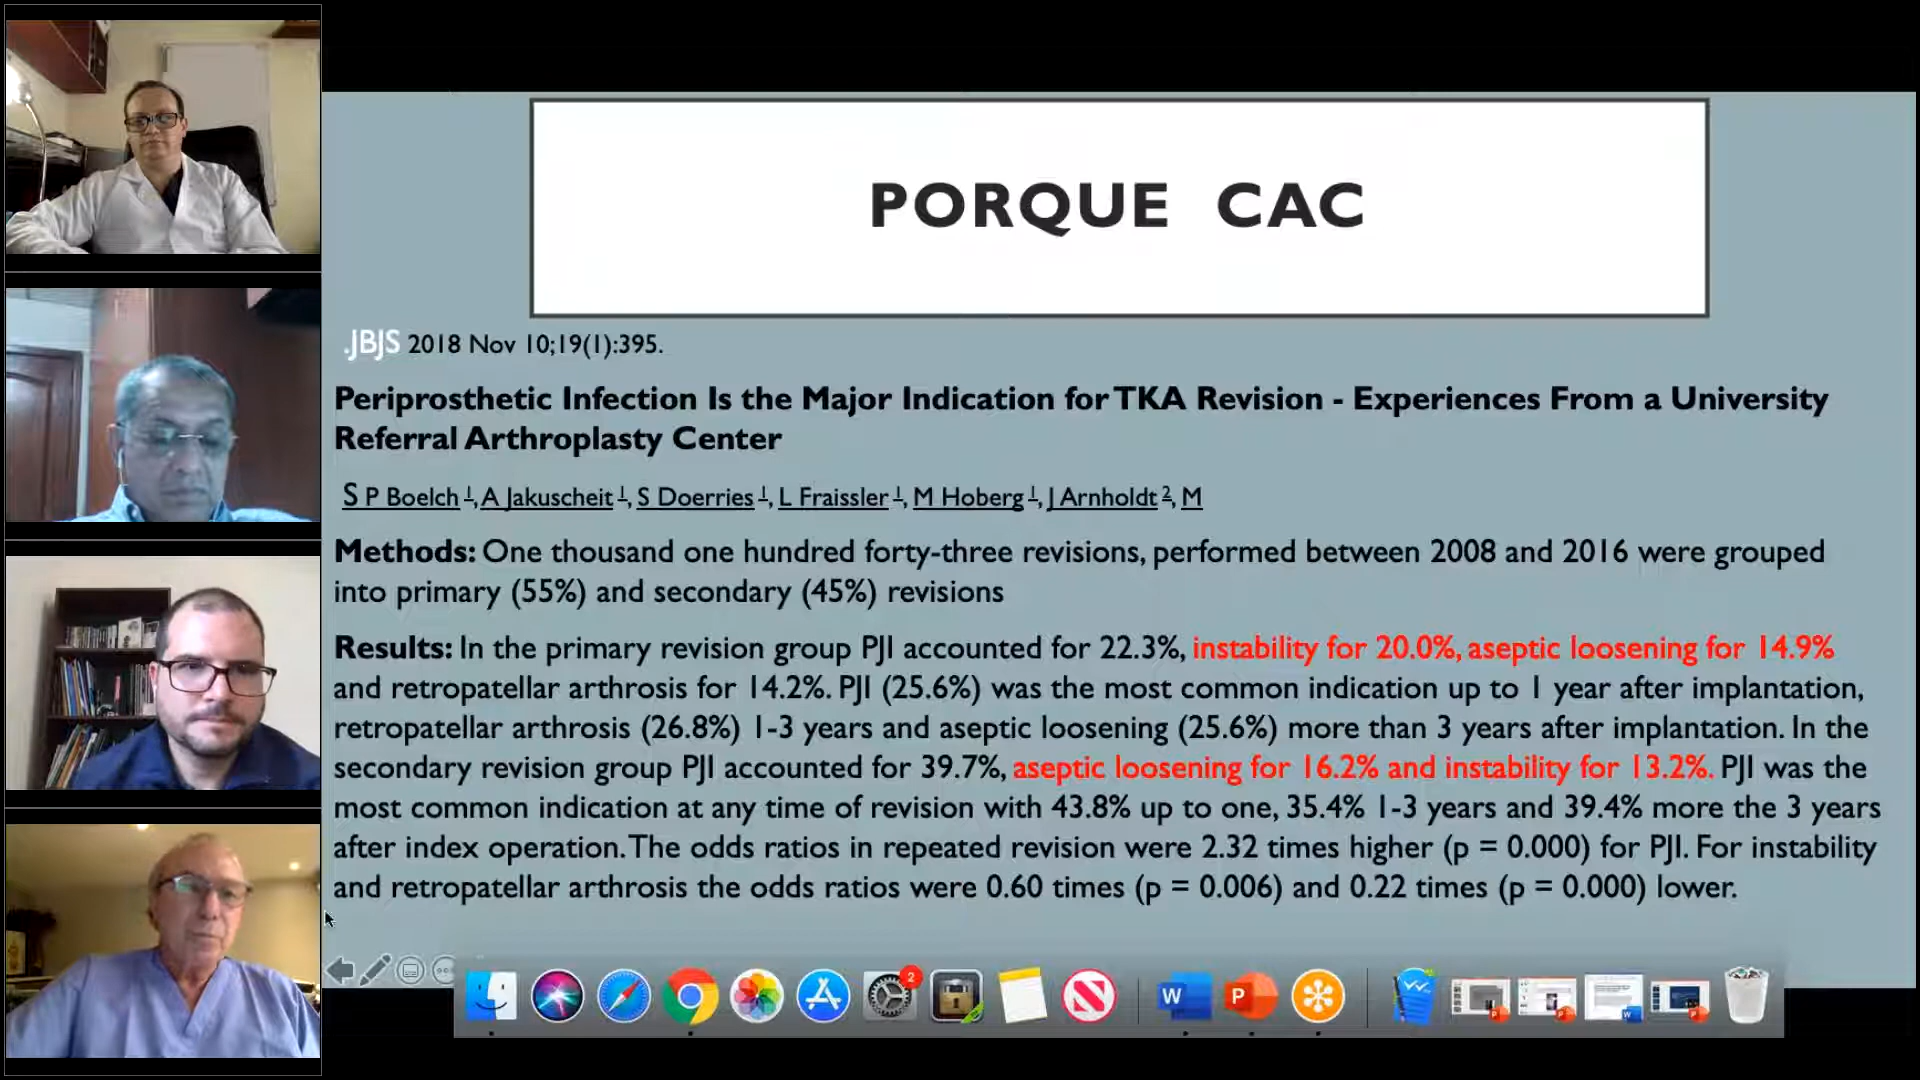 PORQUE CAC
.JBJS 2018 Nov 10;19(1):395.
Periprosthetic Infection Is the Major Indication for TKA Revision - Experiences From a University
Referral Arthroplasty Center
S P Boelch 1, A Jakuscheit 1, S Doerries 1, L Fraissler 1, M Hoberg 1, J Arnholdt 2, M
Methods: One thousand one hundred forty-three revisions, performed between 2008 and 2016 were grouped
into primary (55%) and secondary (45%) revisions
Results: In the primary revision group PJI accounted for 22.3%, instability for 20.0%, aseptic loosening for 14.9%
and retropatellar arthrosis for 14.2%. PJI (25.6%) was the most common indication up to 1 year after implantation,
retropatellar arthrosis (26.8%) 1-3 years and aseptic loosening (25.6%) more than 3 years after implantation. In the
secondary revision group PJI accounted for 39.7%, aseptic loosening for 16.2% and instability for 13.2%. PJI was the
most common indication at any time of revision with 43.8% up to one, 35.4% 1-3 years and 39.4% more the 3 years
after index operation. The odds ratios in repeated revision were 2.32 times higher (p = 0.000) for PJI. For instability
and retropatellar arthrosis the odds ratios were 0.60 times (p = 0.006) and 0.22 times (p = 0.000) lower.
2
W
P